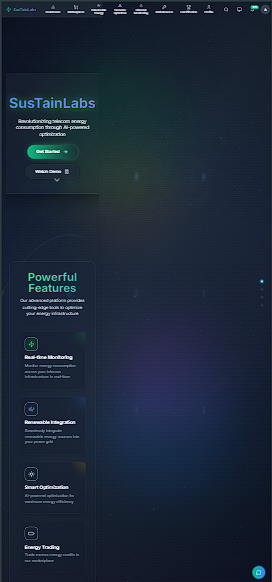 SusTainLabs
SusTainLabs
Revolutionizing telecom energy
consumption through AI-powered
optimization
Get Started →
Watch Demo
Powerful
Features
Our advanced platform provides
cutting-edge tools to optimize
your energy infrastructure
Real-time Monitoring
Monitor energy consumption
across your telecom
infrastructure in real-time
Renewable Integration
Seamlessly integrate
renewable energy sources into
your power grid
Smart Optimization
AI-powered optimization for
maximum energy efficiency
Energy Trading
Trade excess energy credits in
our marketplace